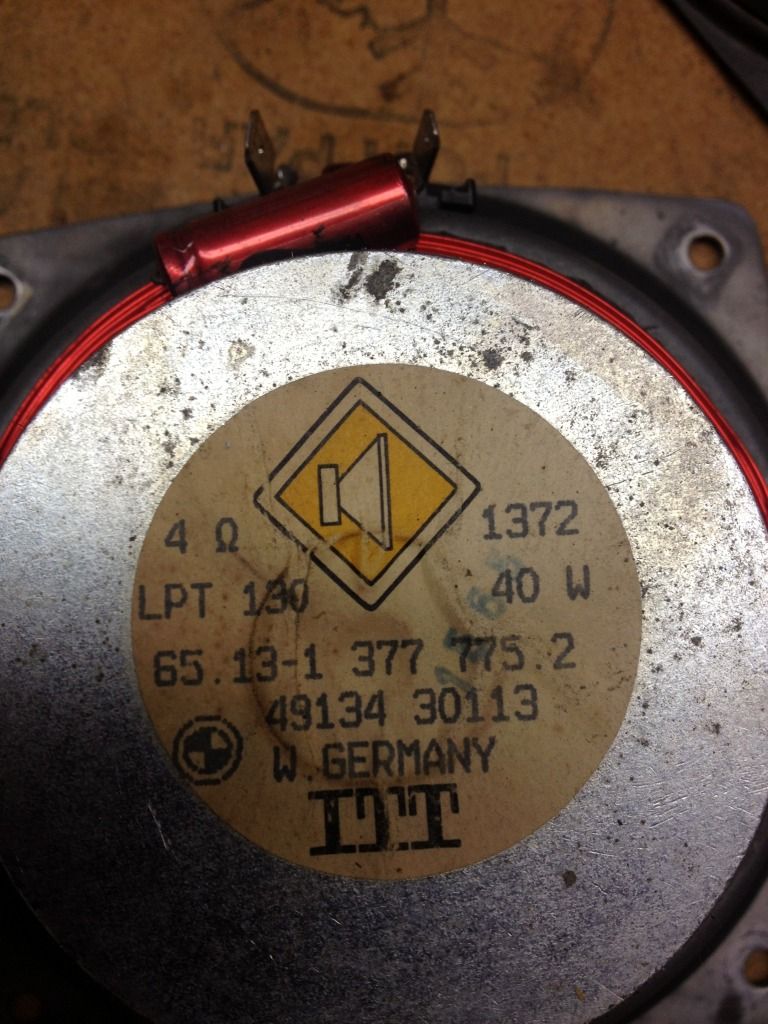 4 Ω 1372
LPT 130 40 W
65.13-1 377 775.2
49134 30113
W. GERMANY
ITT